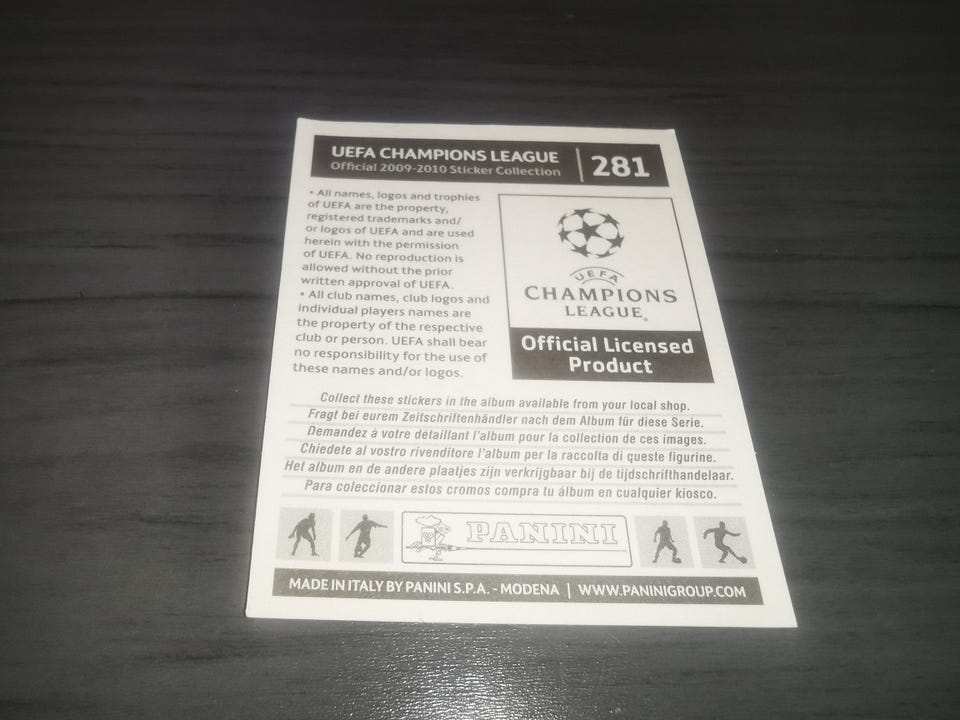 UEFA CHAMPIONS LEAGUE
Official 2009-2010 Sticker Collection
281
• All names, logos and trophies
of UEFA are the property,
registered trademarks and/
or logos of UEFA and are used
herein with the permission
of UEFA. No reproduction is
allowed without the prior
written approval of UEFA.
• All club names, club logos and
individual players names are
the property of the respective
club or person. UEFA shall bear
no responsibility for the use of
these names and/or logos.
UEFA
CHAMPIONS
LEAGUE®
Official Licensed
Product
Collect these stickers in the album available from your local shop.
Fragt bei eurem Zeitschriftenhändler nach dem Album für diese Serie.
Demandez à votre détaillant l'album pour la collection de ces images.
Chiedete al vostro rivenditore l'album per la raccolta di queste figurine.
Het album en de andere plaatjes zijn verkrijgbaar bij de tijdschrifthandelaar.
Para coleccionar estos cromos compra tu álbum en cualquier kiosco.
PANINI
MADE IN ITALY BY PANINI S.P.A. - MODENA | WWW.PANINIGROUP.COM